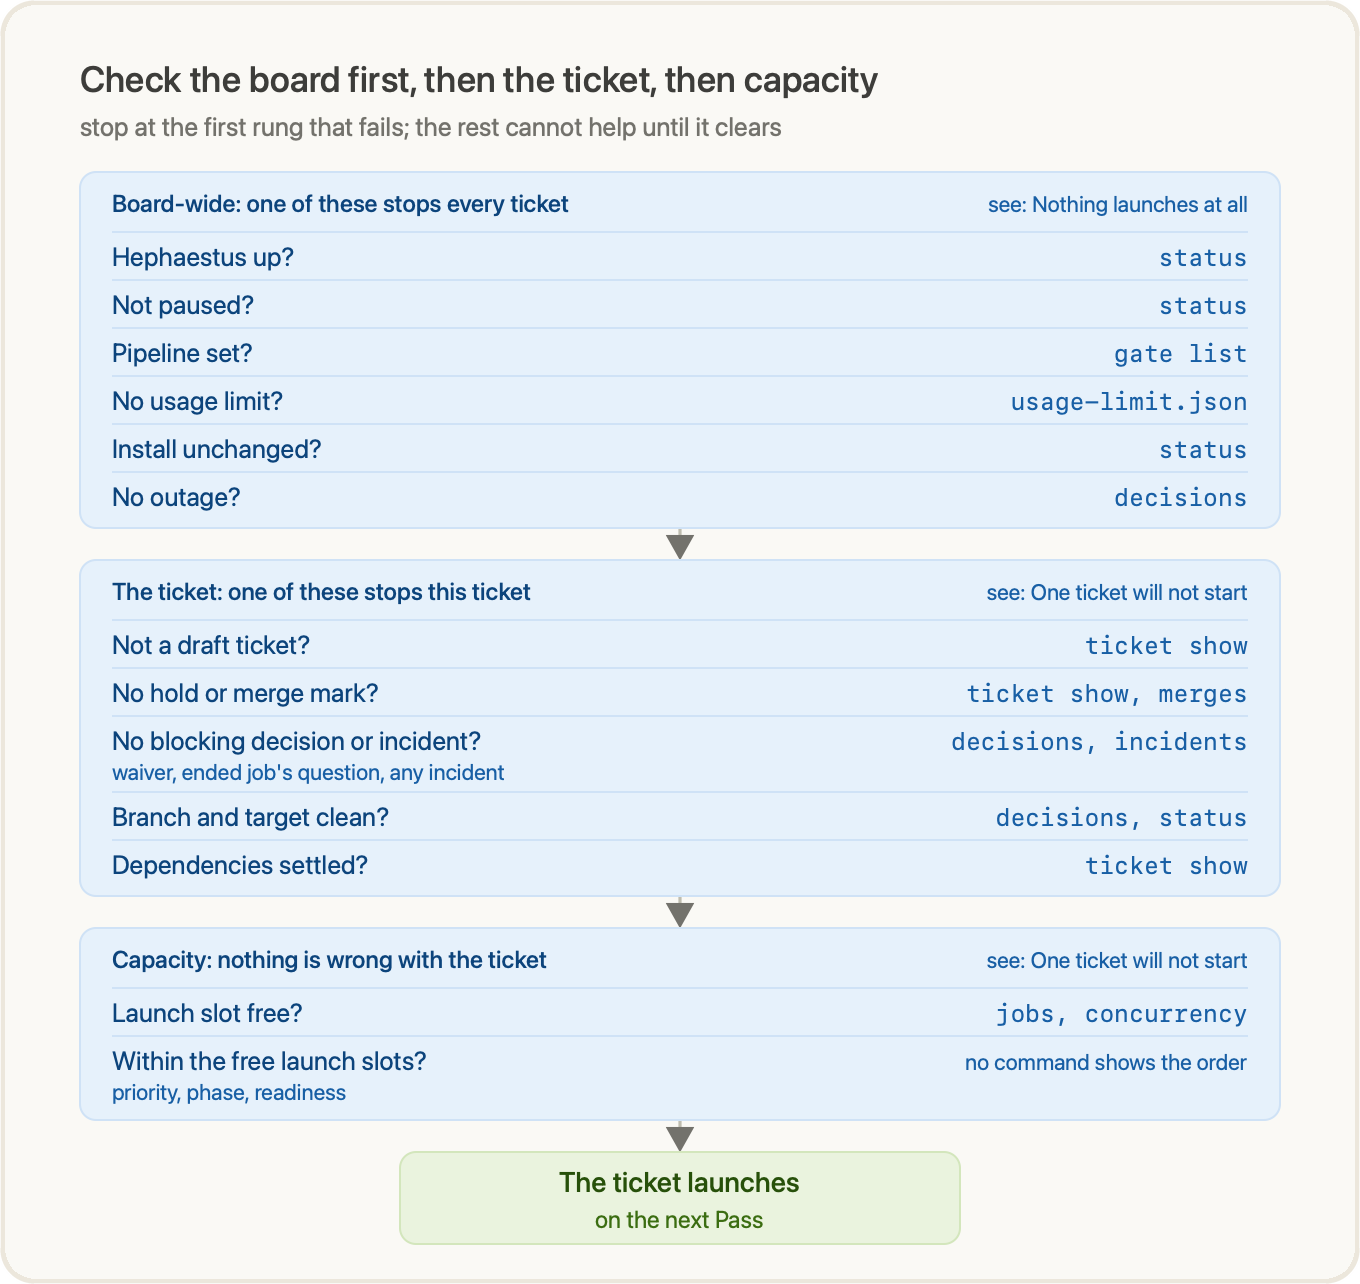 Check the board first, then the ticket, then capacity
stop at the first rung that fails; the rest cannot help until it clears
Board-wide: one of these stops every ticket see: Nothing launches at all
Hephaestus up? status
Not paused? status
Pipeline set? gate list
No usage limit? usage-limit.json
Install unchanged? status
No outage? decisions
The ticket: one of these stops this ticket see: One ticket will not start
Not a draft ticket? ticket show
No hold or merge mark? ticket show, merges
No blocking decision or incident? decisions, incidents
waiver, ended job's question, any incident
Branch and target clean? decisions, status
Dependencies settled? ticket show
Capacity: nothing is wrong with the ticket see: One ticket will not start
Launch slot free? jobs, concurrency
Within the free launch slots? no command shows the order
priority, phase, readiness
The ticket launches
on the next Pass